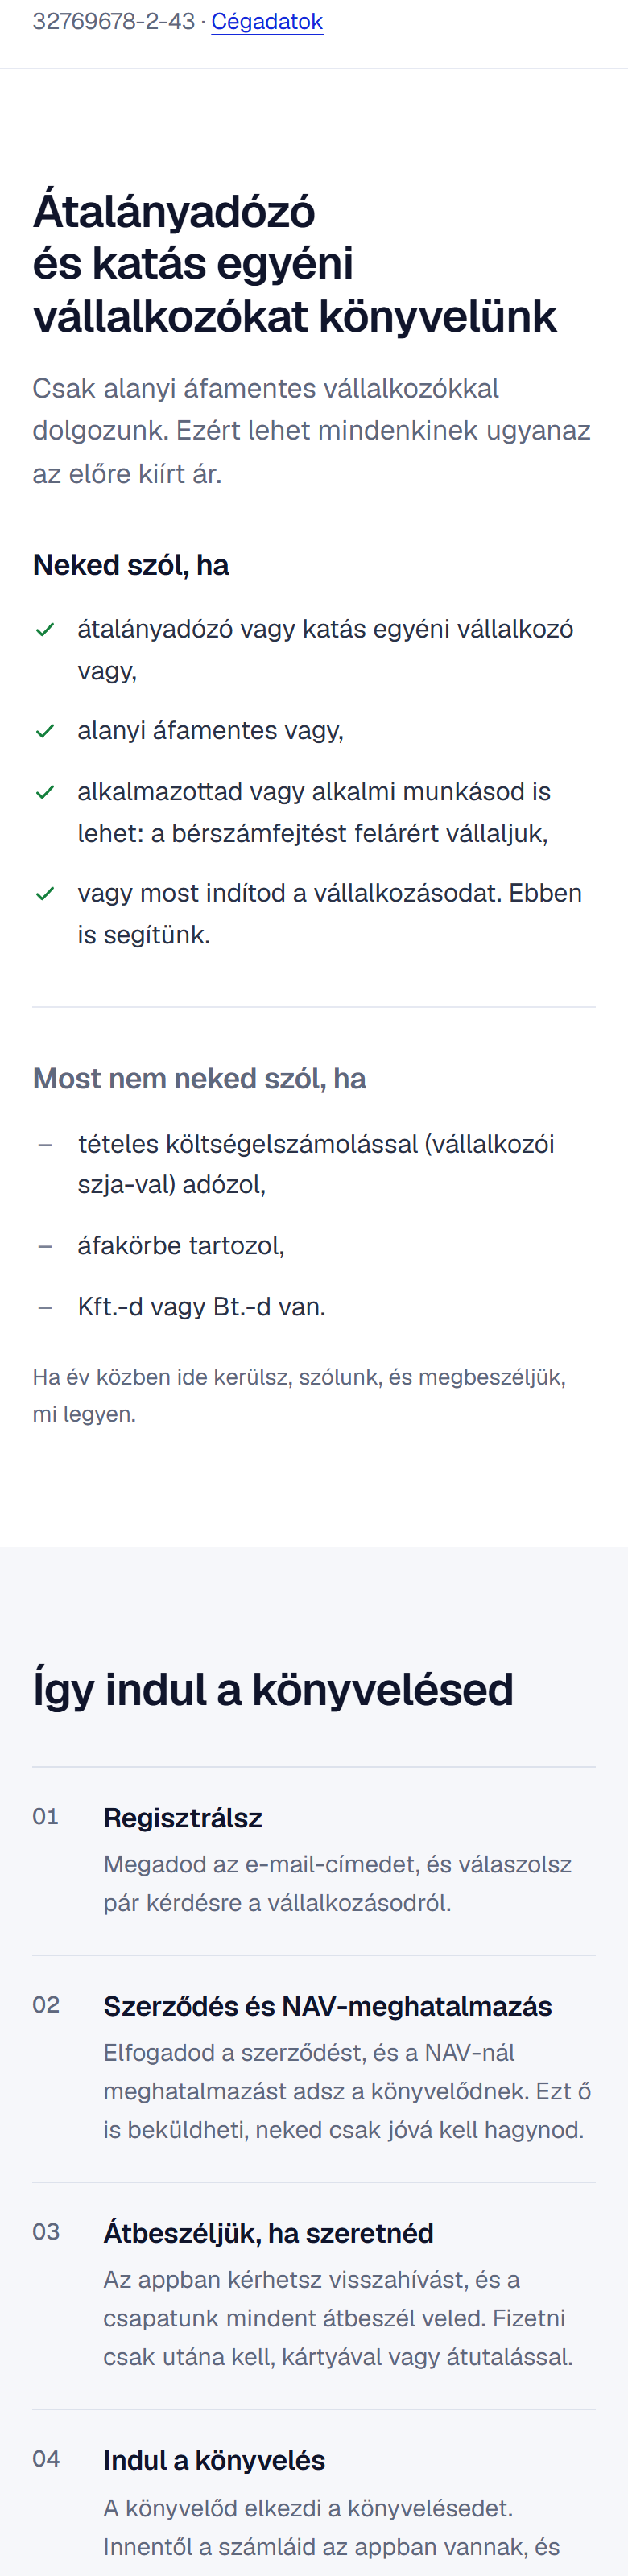 32769678-2-43 · Cégadatok
Átalányadózó
és katás egyéni
vállalkozókat könyvelünk
Csak alanyi áfamentes vállalkozókkal
dolgozunk. Ezért lehet mindenkinek ugyanaz
az előre kiírt ár.
Neked szól, ha
átalányadózó vagy katás egyéni vállalkozó
vagy,
alanyi áfamentes vagy,
alkalmazottad vagy alkalmi munkásod is
lehet: a bérszámfejtést felárért vállaljuk,
vagy most indítod a vállalkozásodat. Ebben
is segítünk.
Most nem neked szól, ha
– tételes költségelszámolással (vállalkozói
szja-val) adózol,
– áfakörbe tartozol,
– Kft.-d vagy Bt.-d van.
Ha év közben ide kerülsz, szólunk, és megbeszéljük,
mi legyen.
Így indul a könyvelésed
01 Regisztrálsz
Megadod az e-mail-címedet, és válaszolsz
pár kérdésre a vállalkozásodról.
02 Szerződés és NAV-meghatalmazás
Elfogadod a szerződést, és a NAV-nál
meghatalmazást adsz a könyvelődnek. Ezt ő
is beküldheti, neked csak jóvá kell hagynod.
03 Átbeszéljük, ha szeretnéd
Az appban kérhetsz visszahívást, és a
csapatunk mindent átbeszél veled. Fizetni
csak utána kell, kártyával vagy átutalással.
04 Indul a könyvelés
A könyvelőd elkezdi a könyvelésedet.
Innentől a számláid az appban vannak, és